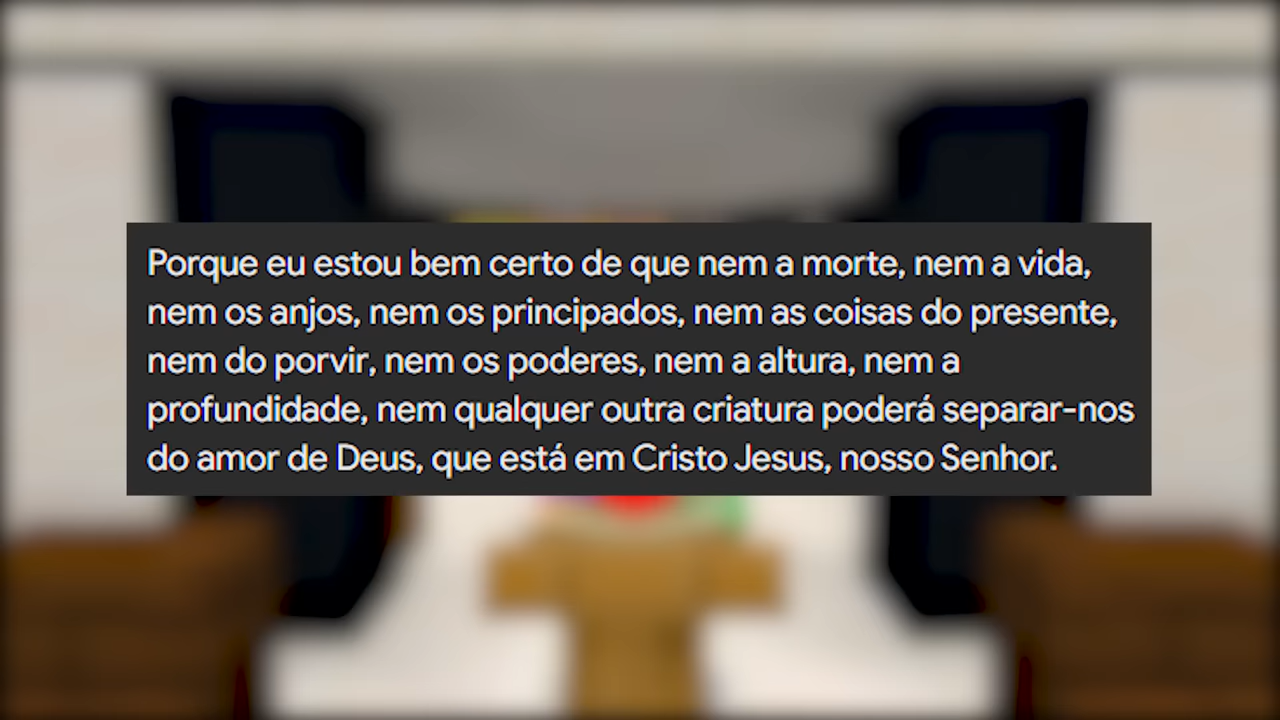 Porque eu estou bem certo de que nem a morte, nem a vida,
nem os anjos, nem os principados, nem as coisas do presente,
nem do porvir, nem os poderes, nem a altura, nem a
profundidade, nem qualquer outra criatura poderá separar-nos
do amor de Deus, que está em Cristo Jesus, nosso Senhor.